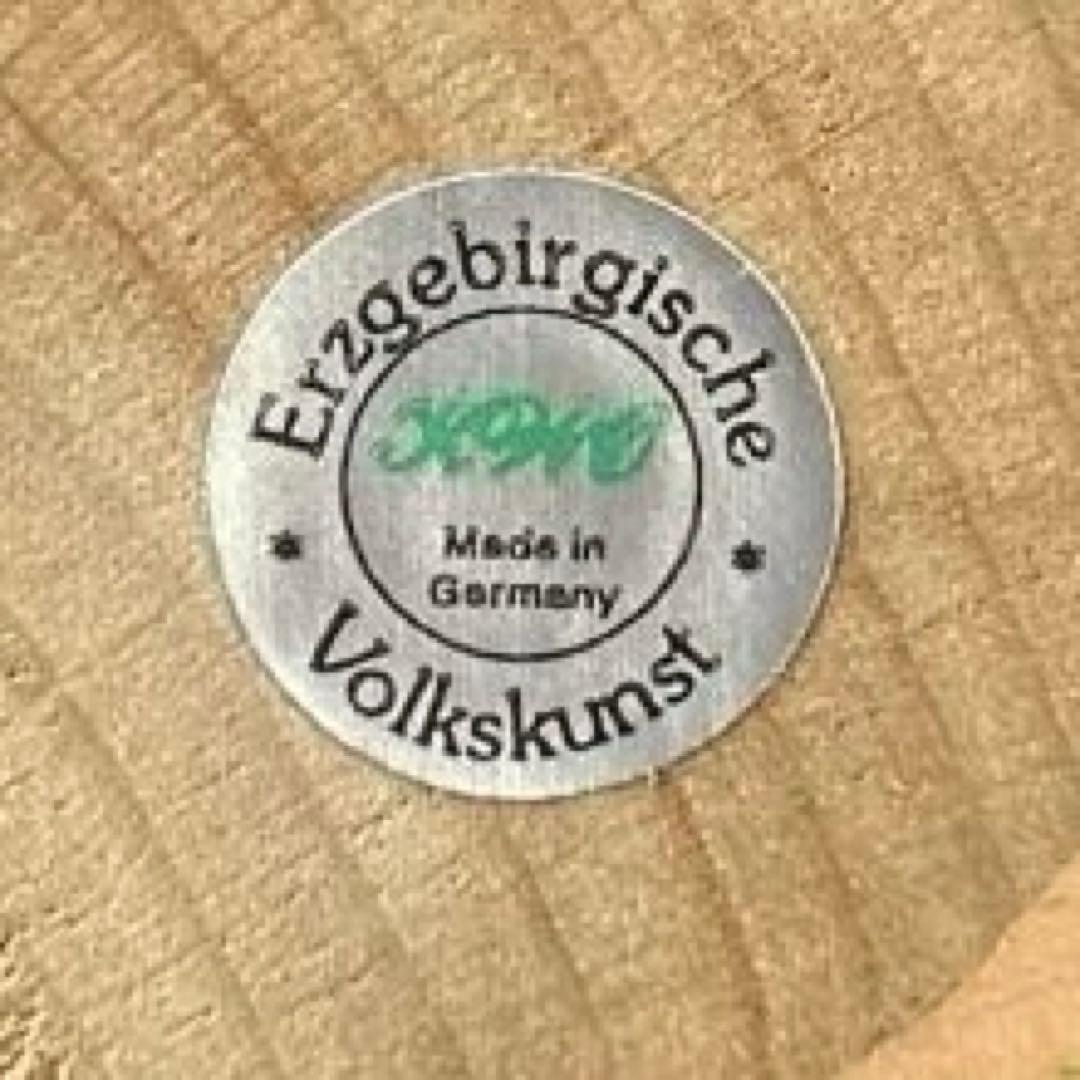 Erzgebirgische
Made in
Germany
* Volkskunst *